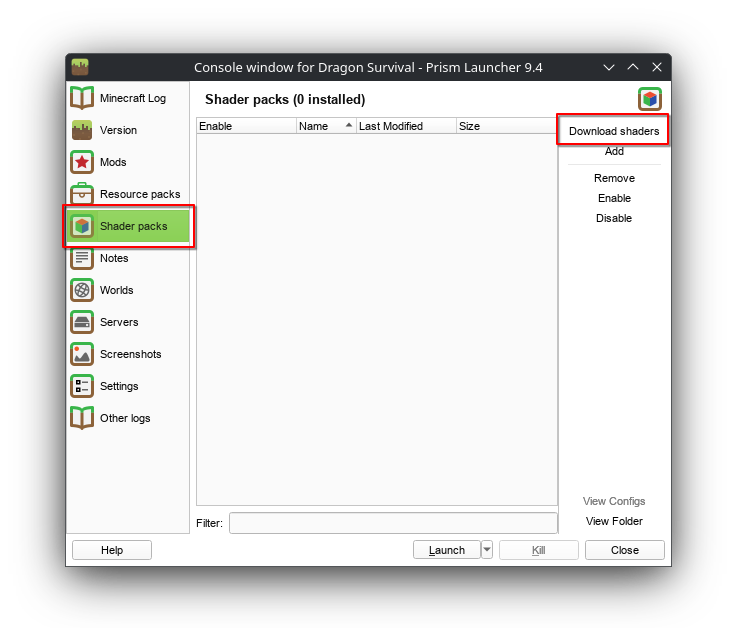 Console window for Dragon Survival - Prism Launcher 9.4
Minecraft Log
Version
Mods
Resource packs
Shader packs
Notes
Worlds
Servers
Screenshots
Settings
Other logs
Shader packs (0 installed)
Enable Name Last Modified Size
Download shaders
Add
Remove
Enable
Disable
View Configs
View Folder
Filter:
Help Launch Kill Close